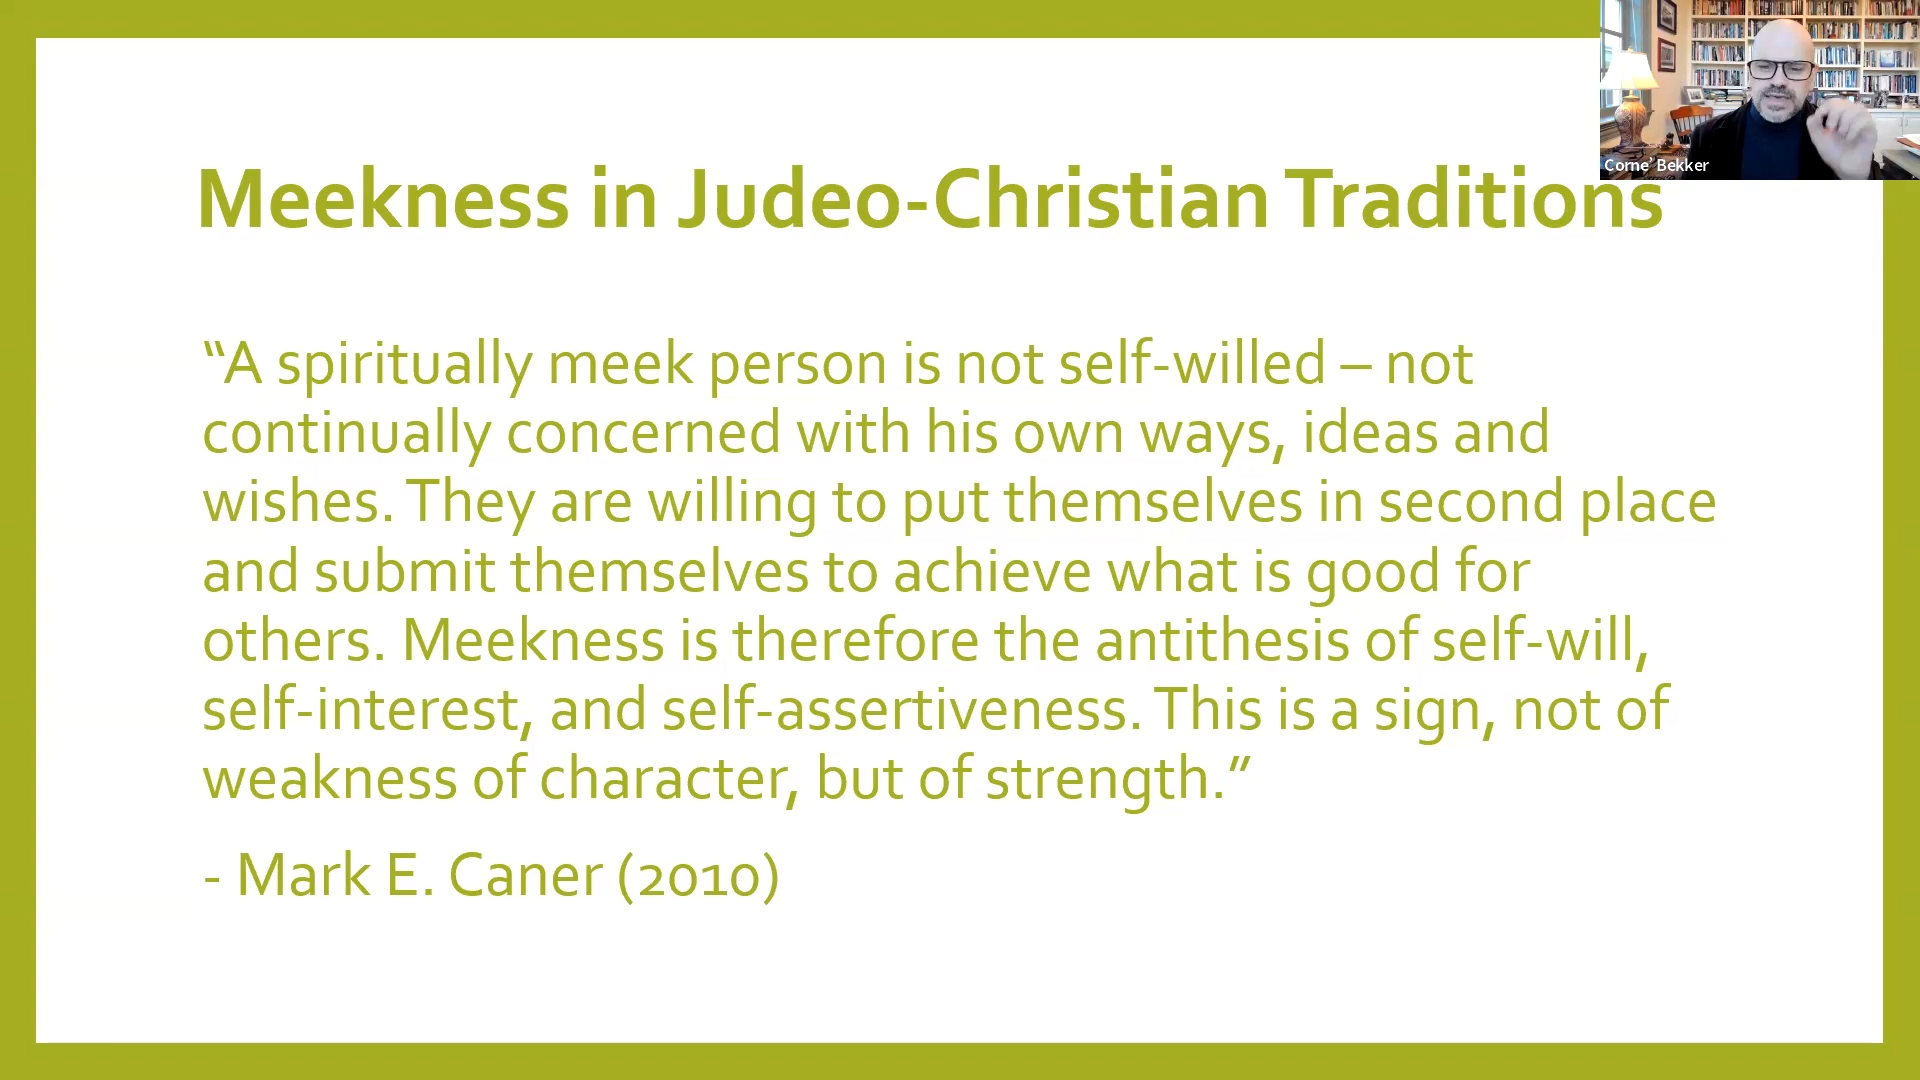 Corne' Bekker
Meekness in Judeo-Christian Traditions
“A spiritually meek person is not self-willed – not
continually concerned with his own ways, ideas and
wishes. They are willing to put themselves in second place
and submit themselves to achieve what is good for
others. Meekness is therefore the antithesis of self-will,
self-interest, and self-assertiveness. This is a sign, not of
weakness of character, but of strength.”
- Mark E. Caner (2010)